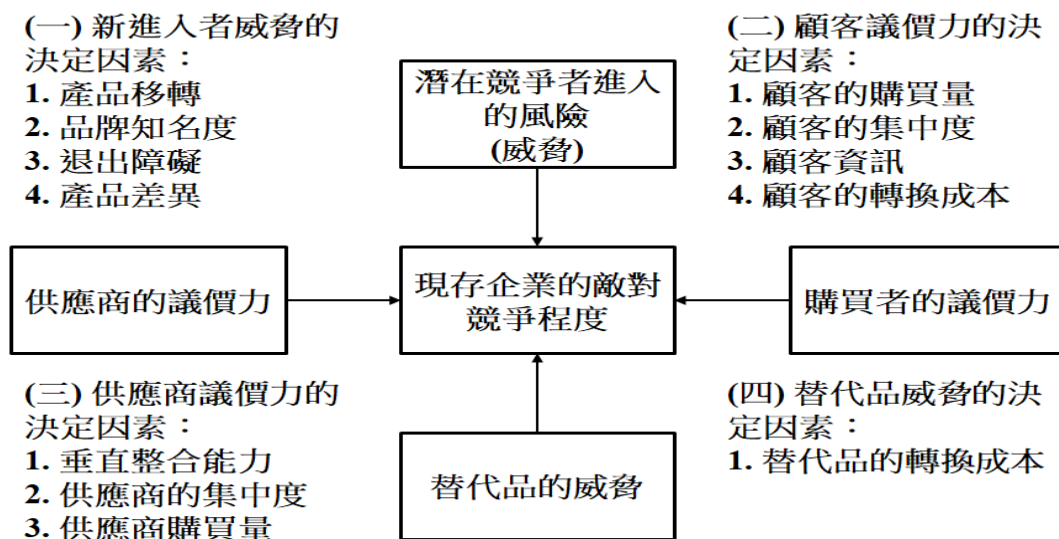 (一) 新進入者威脅的
決定因素：
1. 產品移轉
2. 品牌知名度
3. 退出障礙
4. 產品差異
潛在競爭者進入
的風險
(威脅)
(二) 顧客議價力的決
定因素：
1. 顧客的購買量
2. 顧客的集中度
3. 顧客資訊
4. 顧客的轉換成本
供應商的議價力
現存企業的敵對
競爭程度
購買者的議價力
(三) 供應商議價力的
決定因素：
1. 垂直整合能力
2. 供應商的集中度
3. 供應商購買量
替代品的威脅
(四) 替代品威脅的決
定因素：
1. 替代品的轉換成本